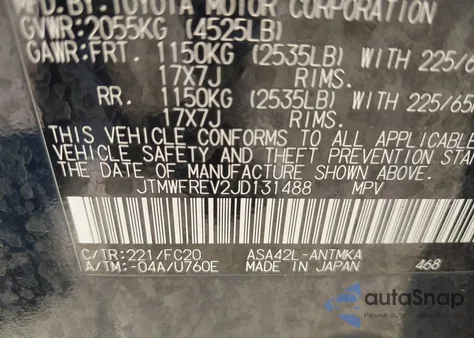 MFD.BY:TOYOTA MOTOR CORPORATION
GVWR:2055KG (4525LB)
GAWR:FRT. 1150KG (2535LB) WITH 225/65
17X7J RIMS.
RR. 1150KG (2535LB) WITH 225/65
17X7J RIMS.
THIS VEHICLE CONFORMS TO ALL APPLICABLE
VEHICLE SAFETY AND THEFT PREVENTION STA
THE DATE OF MANUFACTURE SHOWN ABOVE.
JTMWFREV2JD131488 MPV
C/TR:221/FC20 ASA42L-ANTMKA
A/TM:-04A/U760E MADE IN JAPAN 468
autoSnap